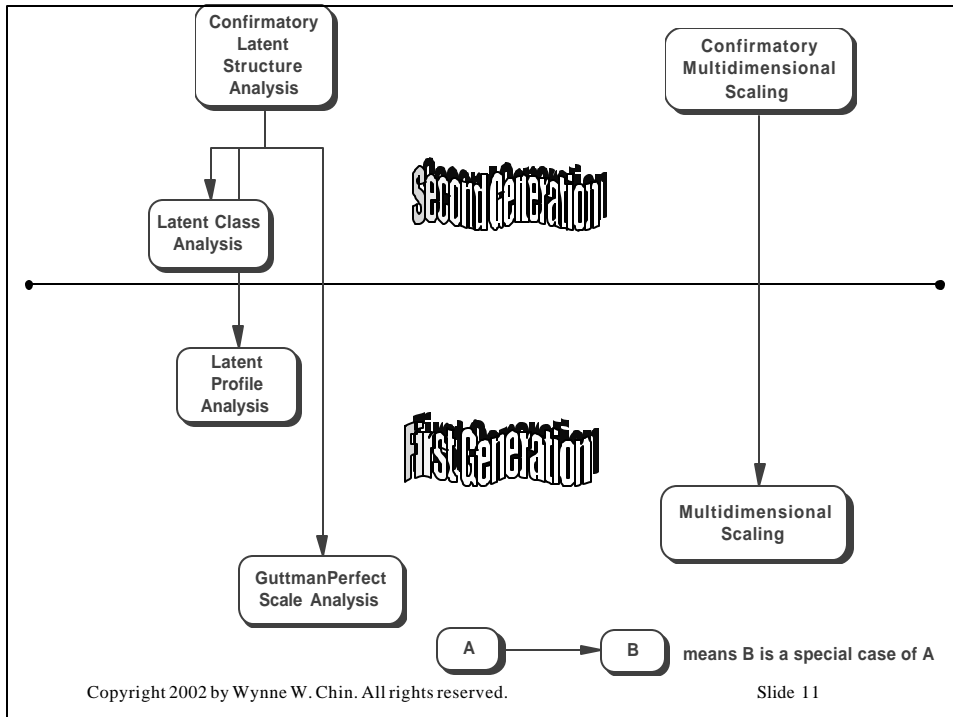 Confirmatory
Latent
Structure
Analysis
Confirmatory
Multidimensional
Scaling
Second Generation
Latent Class
Analysis
Latent
Profile
Analysis
First Generation
Multidimensional
Scaling
GuttmanPerfect
Scale Analysis
A
B
means B is a special case of A
Copyright 2002 by Wynne W. Chin. All rights reserved.
Slide 11